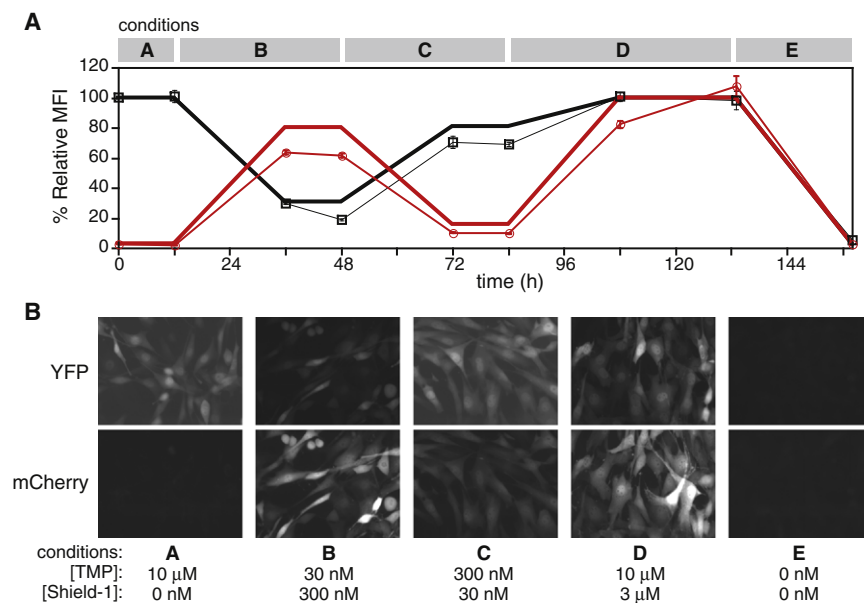 A
conditions
A B C D E
120
100
80
60
40
20
0
% Relative MFI
0 24 48 72 96 120 144
time (h)
B
YFP
mCherry
conditions: A B C D E
[TMP]: 10 µM 30 nM 300 nM 10 µM 0 nM
[Shield-1]: 0 nM 300 nM 30 nM 3 µM 0 nM